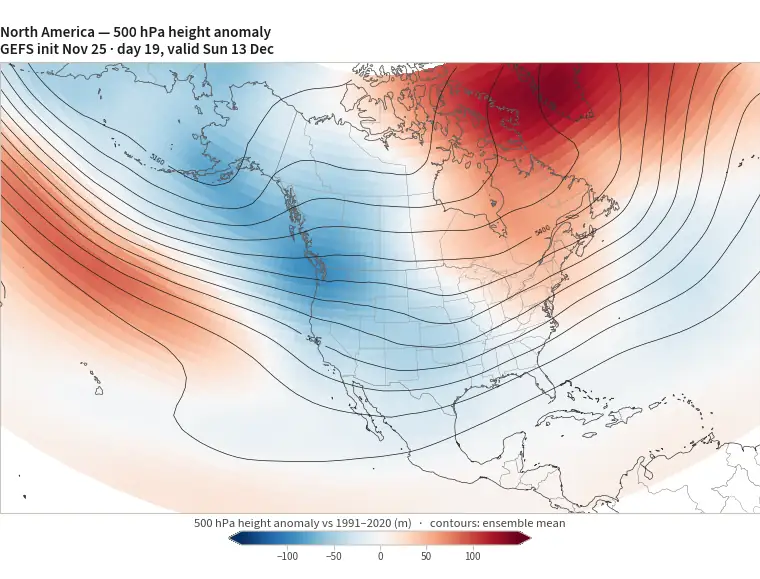 North America — 500 hPa height anomaly
GEFS init Nov 25 · day 19, valid Sun 13 Dec
5160
5400
500 hPa height anomaly vs 1991–2020 (m) · contours: ensemble mean
−100 −50 0 50 100